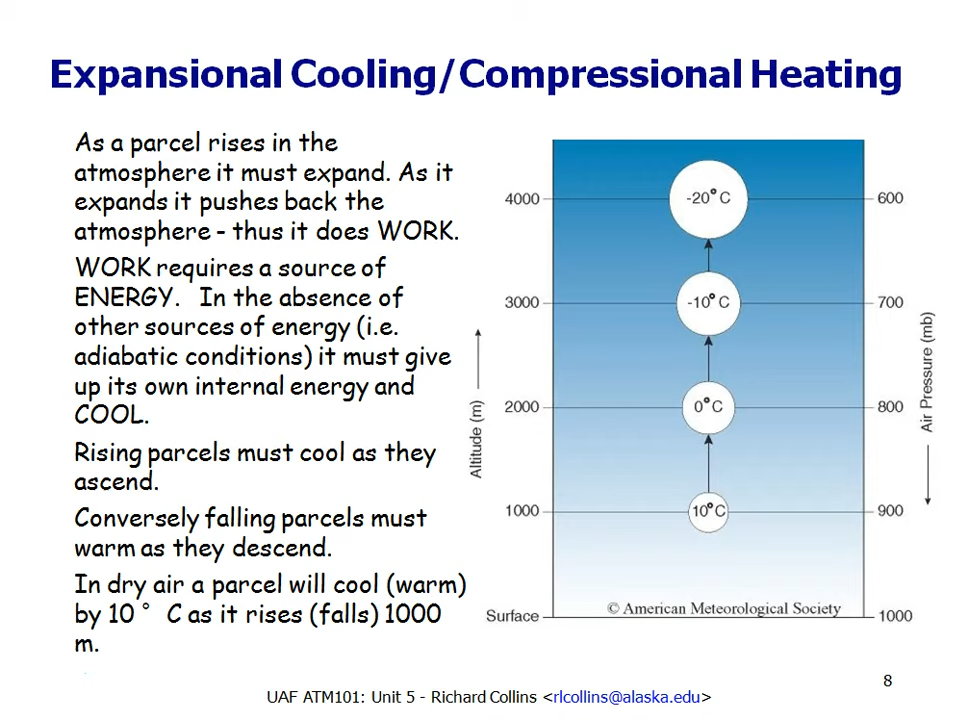 Expansional Cooling/Compressional Heating
As a parcel rises in the
atmosphere it must expand. As it
expands it pushes back the
atmosphere - thus it does WORK.
WORK requires a source of
ENERGY. In the absence of
other sources of energy (i.e.
adiabatic conditions) it must give
up its own internal energy and
COOL.
Rising parcels must cool as they
ascend.
Conversely falling parcels must
warm as they descend.
In dry air a parcel will cool (warm)
by 10 ° C as it rises (falls) 1000
m.
Altitude (m)
4000
3000
2000
1000
Surface
-20°C
-10°C
0°C
10°C
600
700
800
900
1000
Air Pressure (mb)
© American Meteorological Society
8
UAF ATM101: Unit 5 - Richard Collins <rlcollins@alaska.edu>